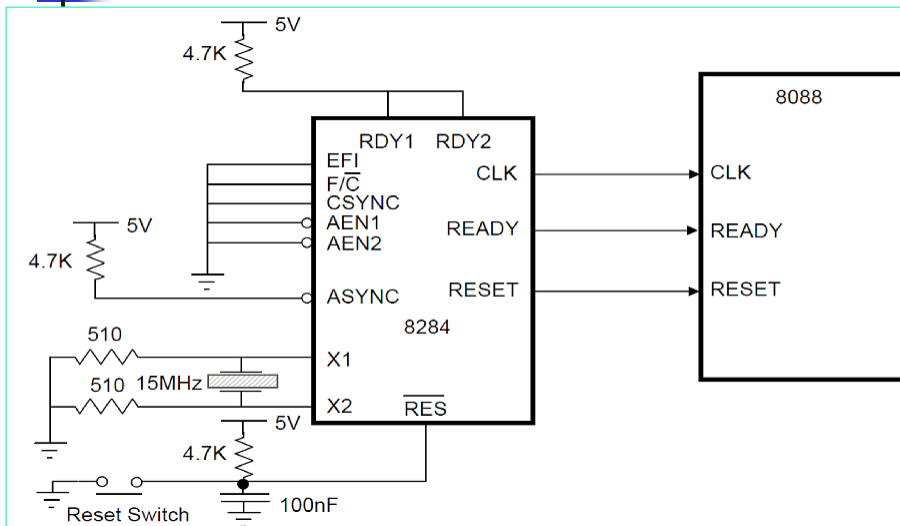 5V
4.7K
8088
RDY1 RDY2
EFI
F/C̅
CSYNC
AEN1
AEN2
ASYNC
CLK
READY
RESET
CLK
READY
RESET
5V
4.7K
8284
510
X1
510 15MHz
X2
R̅E̅S̅
5V
4.7K
100nF
Reset Switch